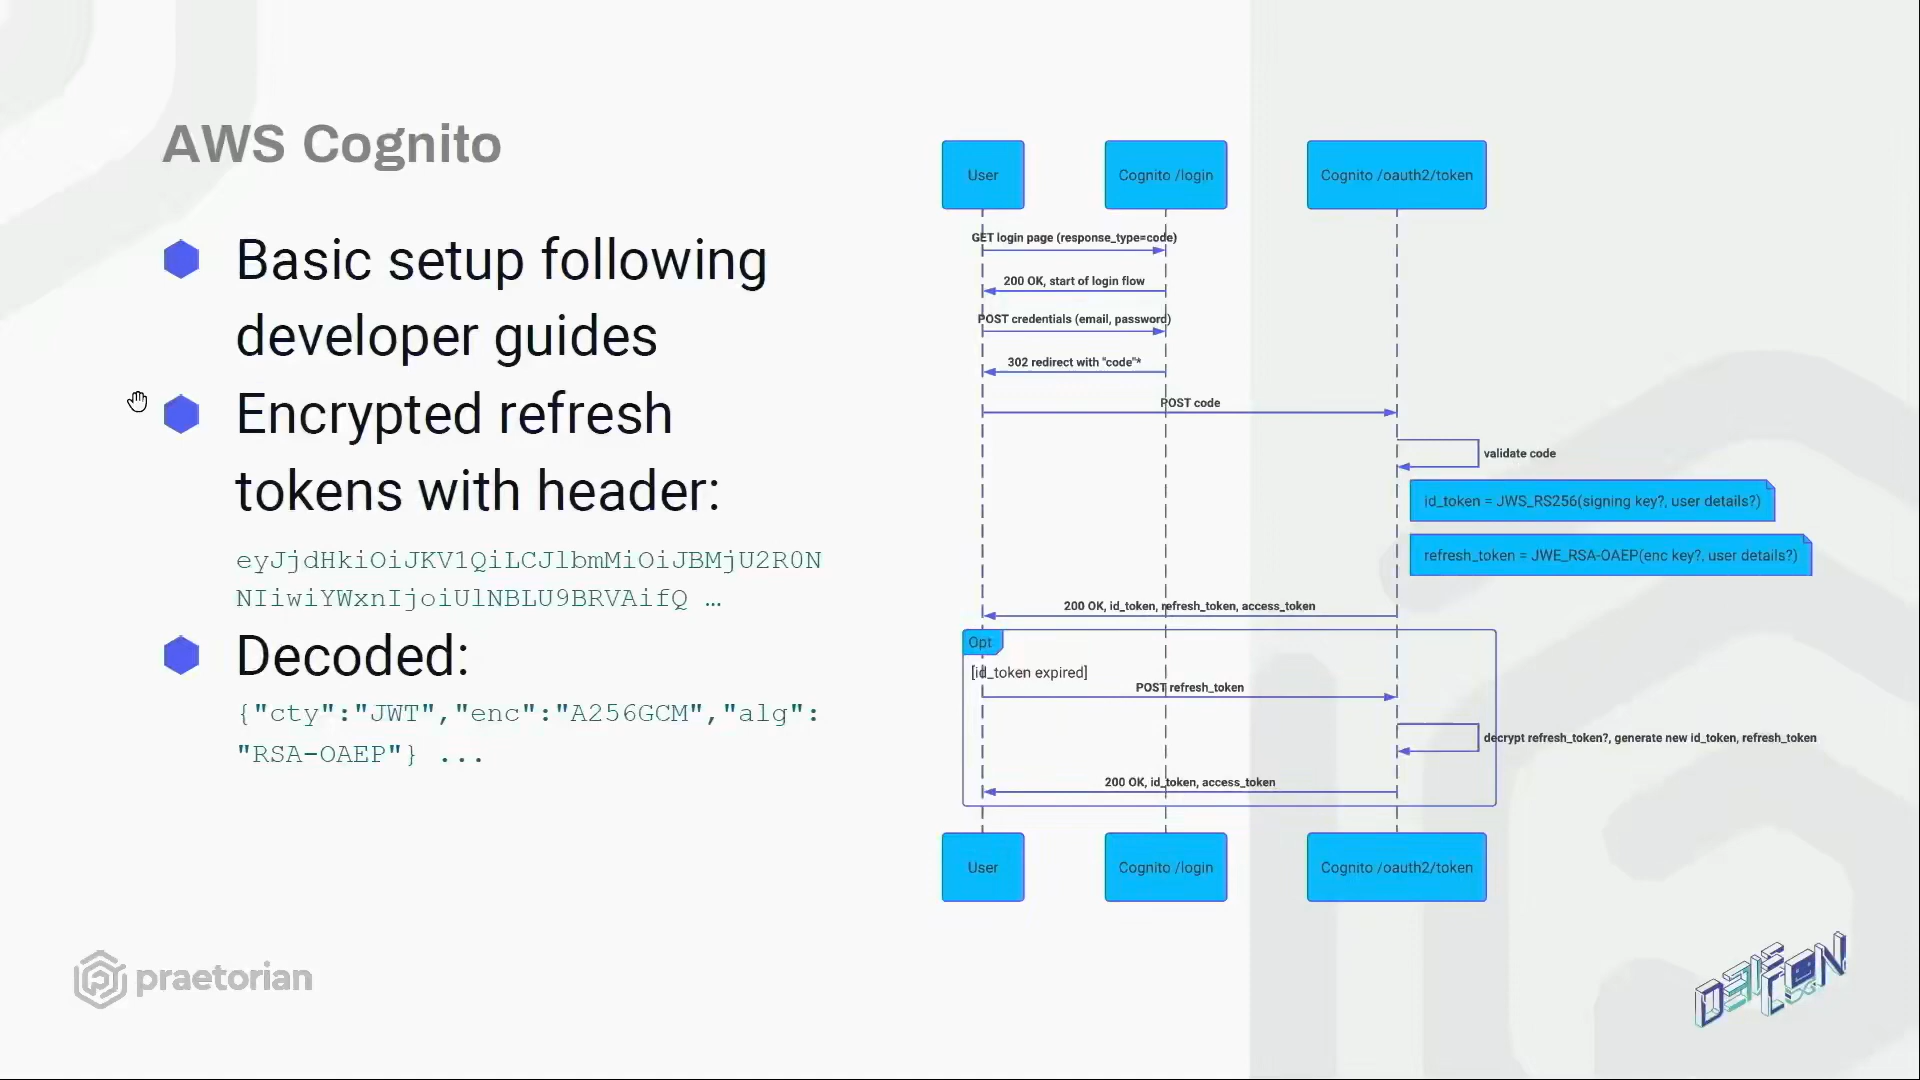 AWS Cognito
Basic setup following
developer guides
Encrypted refresh
tokens with header:
eyJjdHkiOiJKV1QiLCJlbmMiOiJBMjU2R0N
NIiwiYWxnIjoiUlNBLU9BRVAifQ …
Decoded:
{"cty":"JWT","enc":"A256GCM","alg":
"RSA-OAEP"} ...
User
Cognito /login
Cognito /oauth2/token
GET login page (response_type=code)
200 OK, start of login flow
POST credentials (email, password)
302 redirect with "code"*
POST code
validate code
id_token = JWS_RS256(signing key?, user details?)
refresh_token = JWE_RSA-OAEP(enc key?, user details?)
200 OK, id_token, refresh_token, access_token
Opt
[id_token expired]
POST refresh_token
decrypt refresh_token?, generate new id_token, refresh_token
200 OK, id_token, access_token
User
Cognito /login
Cognito /oauth2/token
praetorian